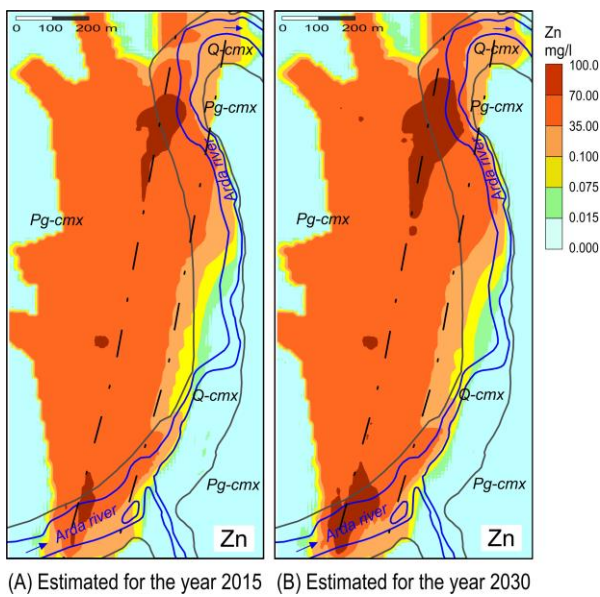 0 200 m
Q-cmx
Pg-cmx
Arda river
Pg-cmx
Q-cmx
Pg-cmx
Arda river
Zn
(A) Estimated for the year 2015
0 200 m
Q-cmx
Pg-cmx
Arda river
Pg-cmx
Q-cmx
Pg-cmx
Arda river
Zn
(B) Estimated for the year 2030
Zn
mg/l
100.0
70.00
35.00
0.100
0.075
0.015
0.000